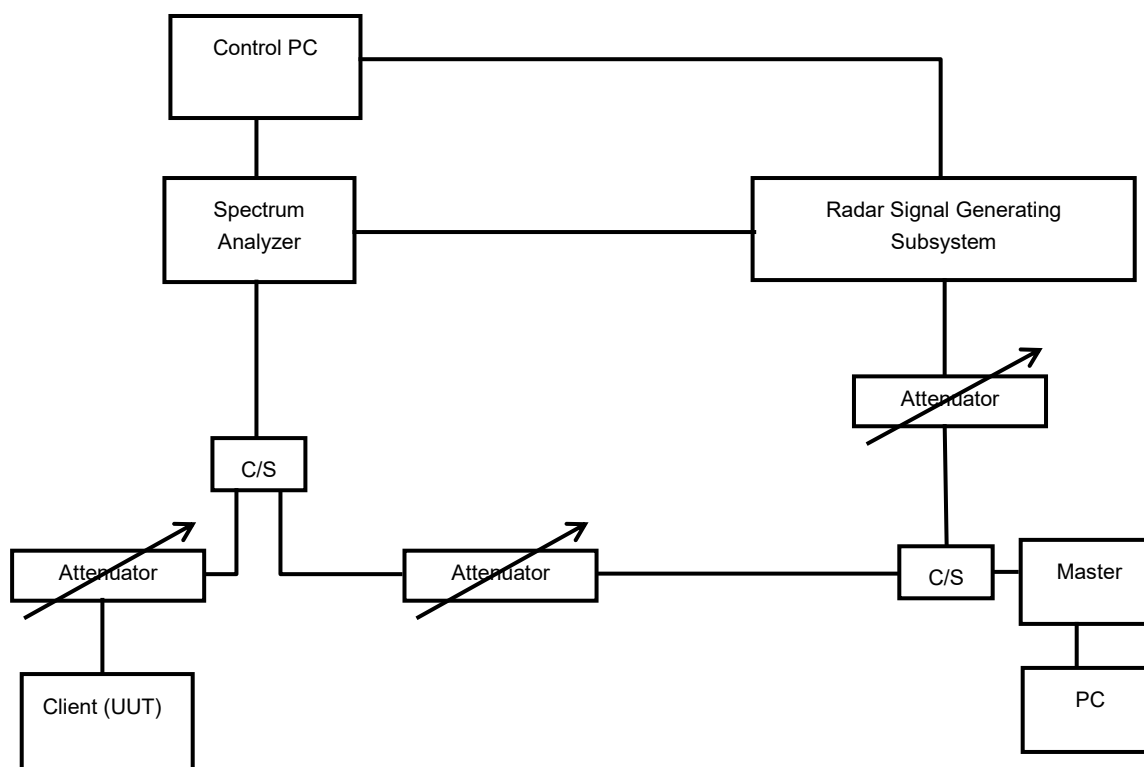 Control PC
Spectrum
Analyzer
Radar Signal Generating
Subsystem
Attenuator
C/S
Attenuator
Attenuator
C/S
Master
Client (UUT)
PC